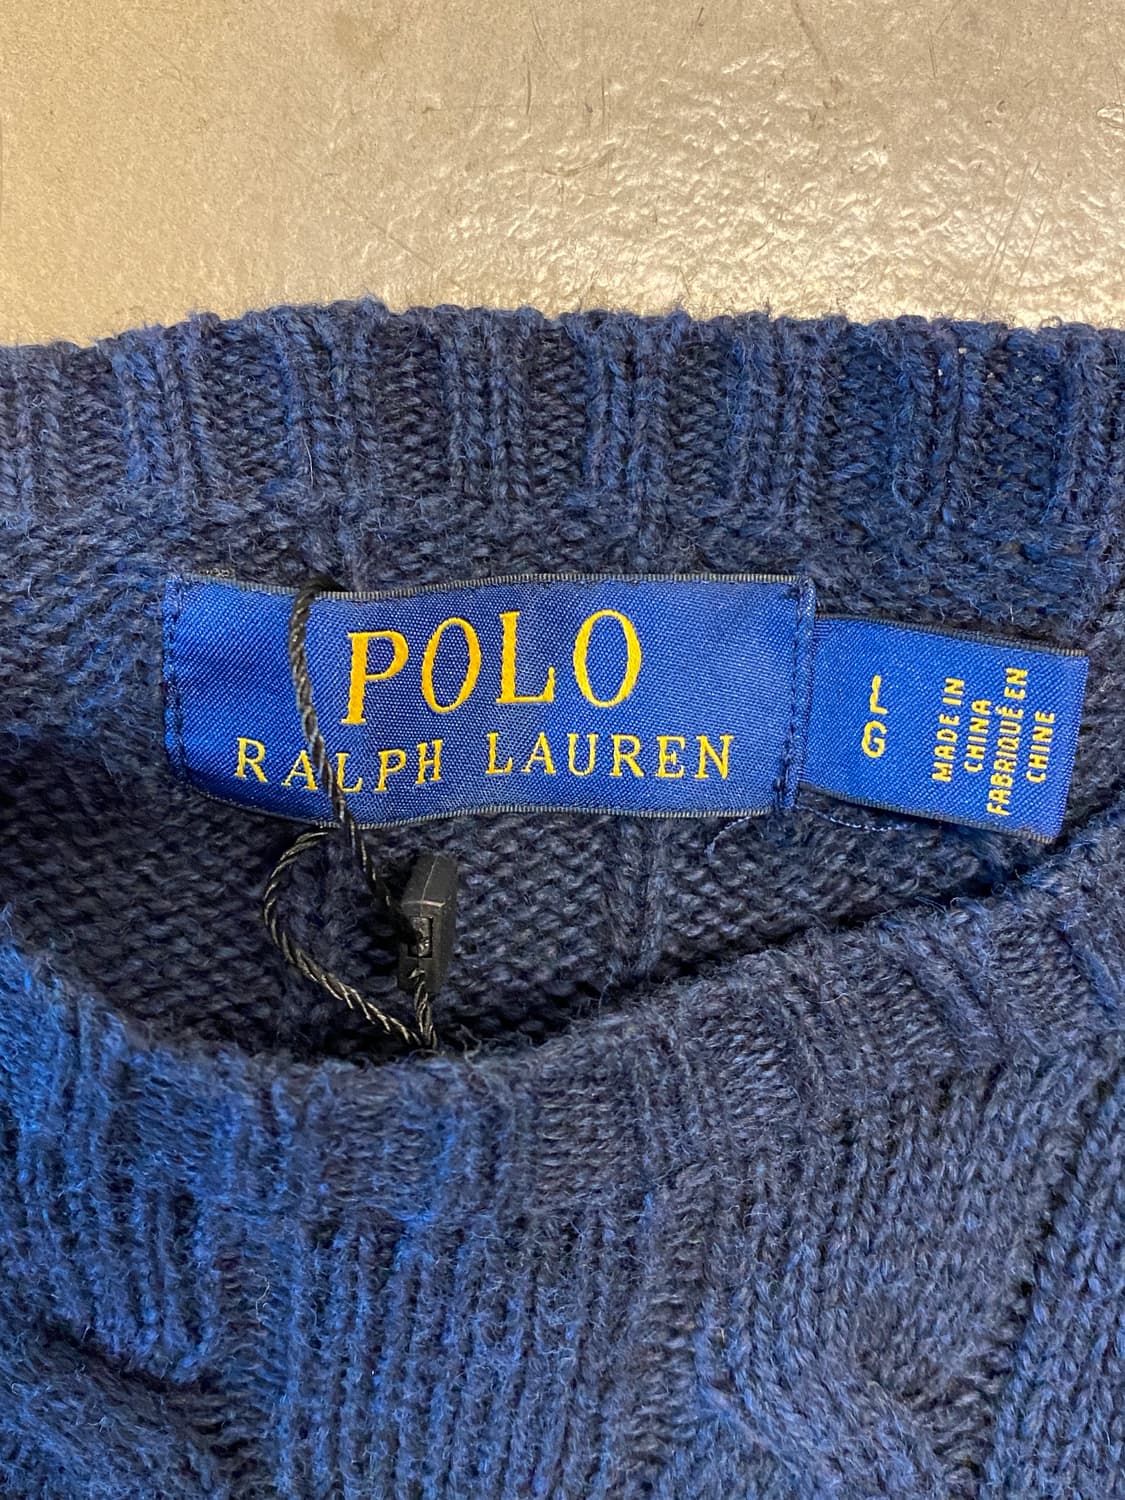 POLO
RALPH LAUREN
L
G
MADE IN
CHINA
FABRIQUÉ EN
CHINE